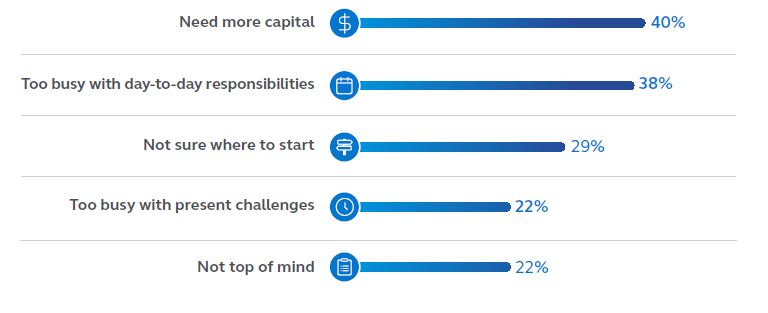 Need more capital 40%
Too busy with day-to-day responsibilities 38%
Not sure where to start 29%
Too busy with present challenges 22%
Not top of mind 22%